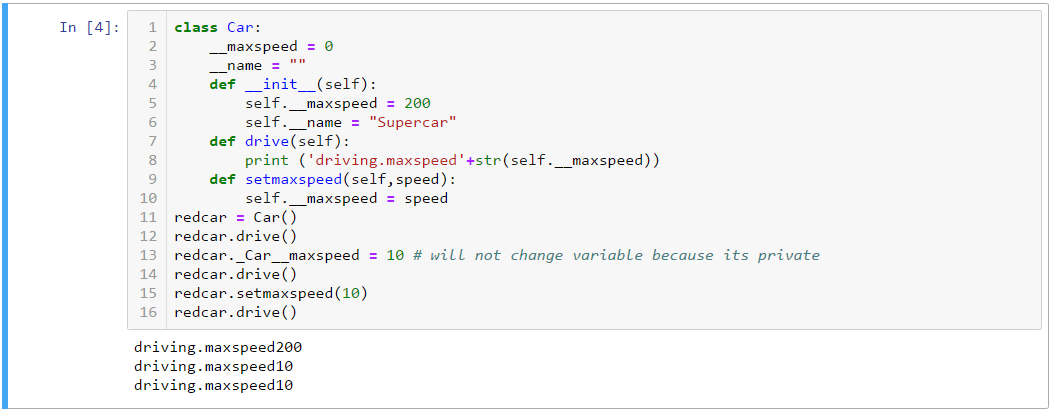 In [4]:
1 class Car:
2     __maxspeed = 0
3     __name = ""
4     def __init__(self):
5         self.__maxspeed = 200
6         self.__name = "Supercar"
7     def drive(self):
8         print ('driving.maxspeed'+str(self.__maxspeed))
9     def setmaxspeed(self,speed):
10         self.__maxspeed = speed
11 redcar = Car()
12 redcar.drive()
13 redcar._Car__maxspeed = 10 # will not change variable because its private
14 redcar.drive()
15 redcar.setmaxspeed(10)
16 redcar.drive()
driving.maxspeed200
driving.maxspeed10
driving.maxspeed10